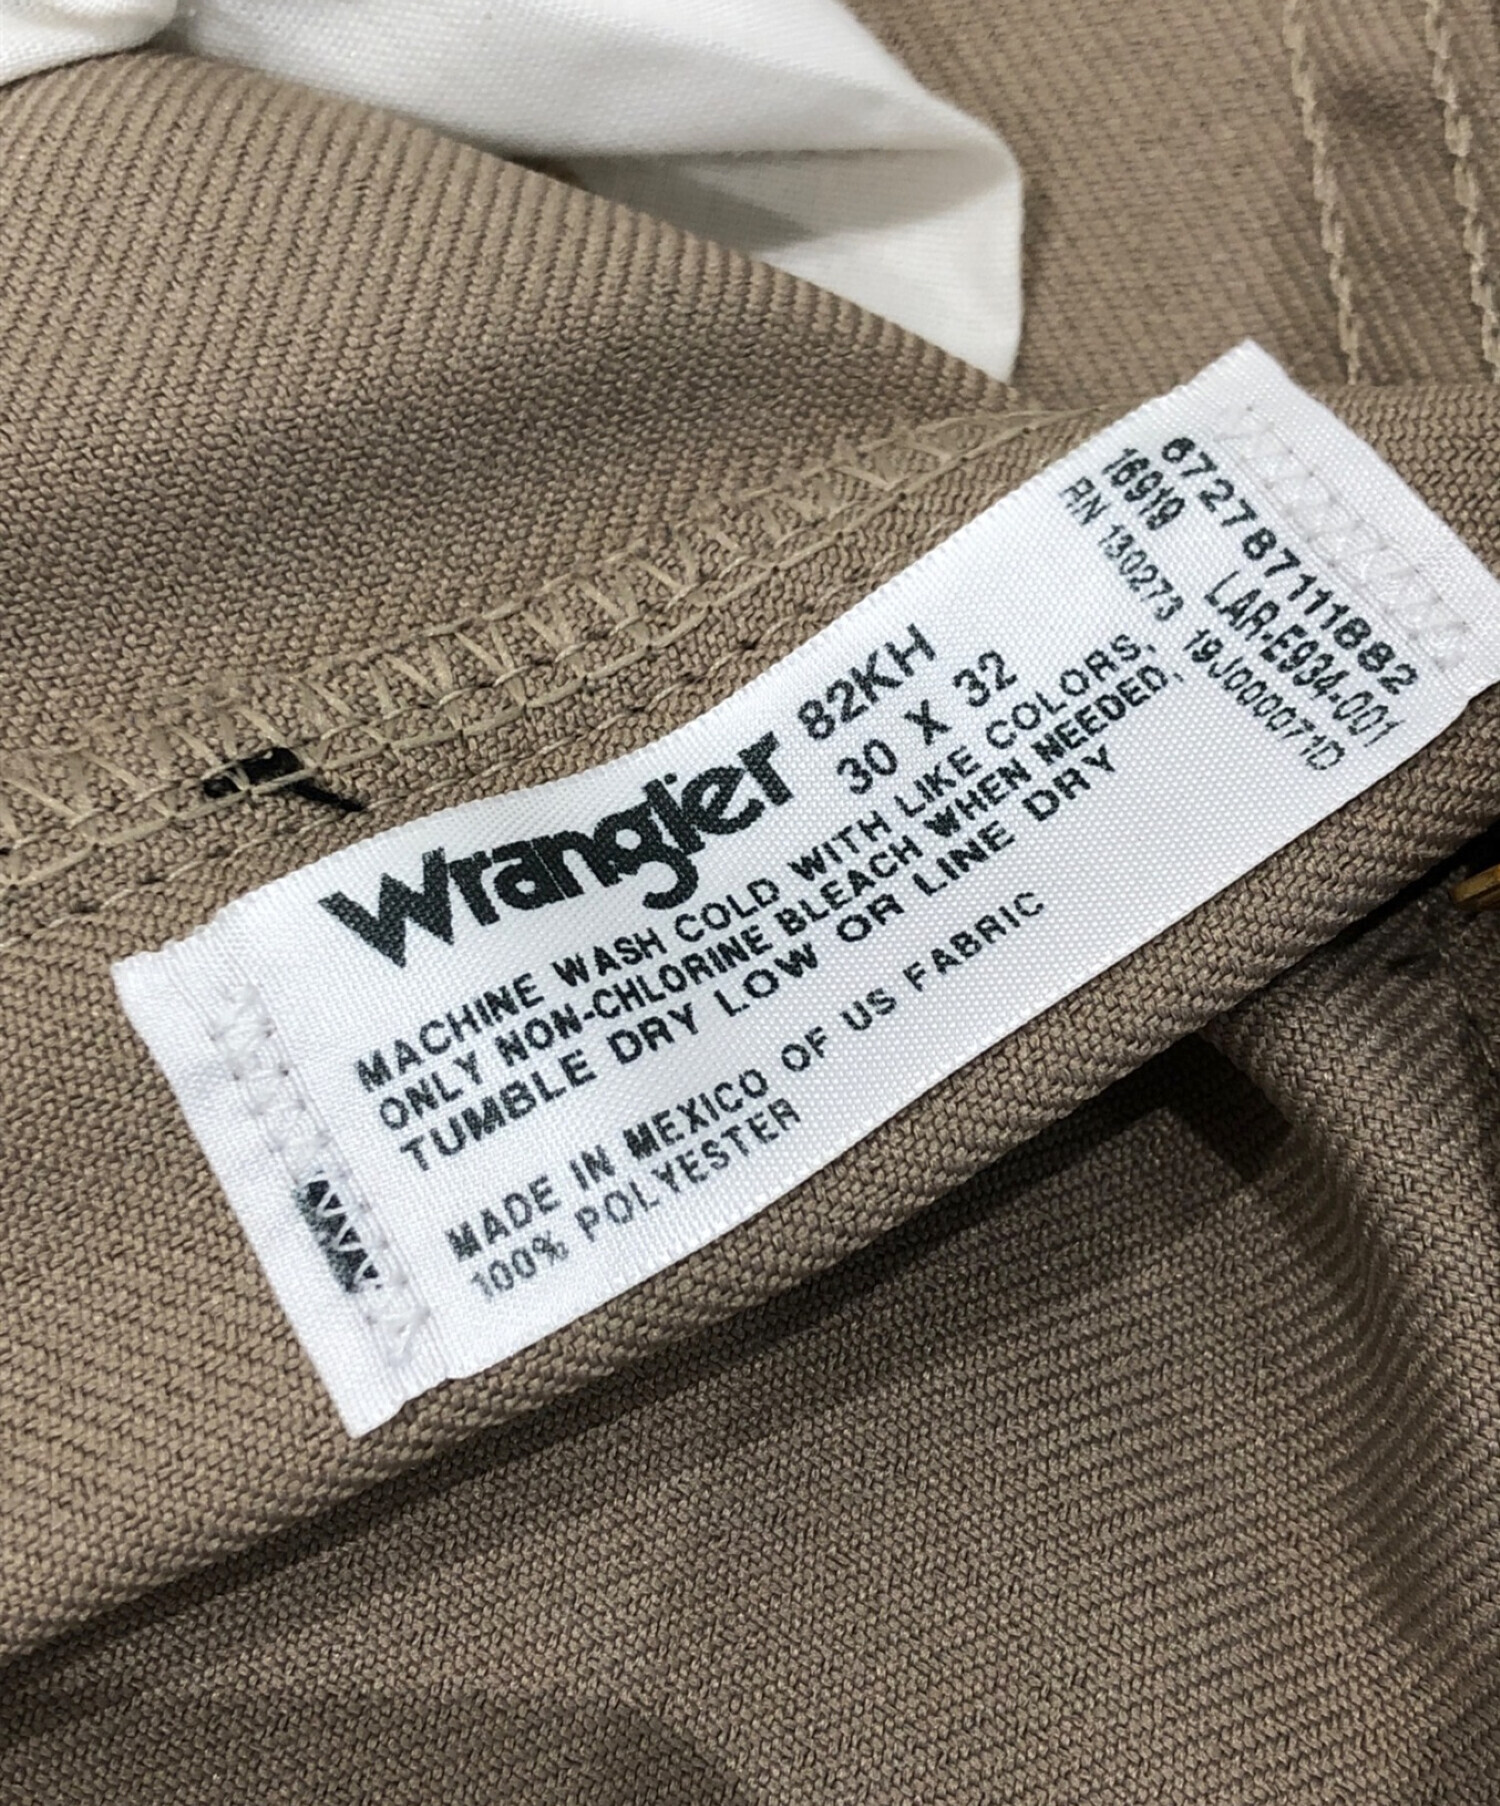 Wrangler 82KH
30 X 32
MACHINE WASH COLD WITH LIKE COLORS,
ONLY NON-CHLORINE BLEACH WHEN NEEDED,
TUMBLE DRY LOW OR LINE DRY
MADE IN MEXICO OF US FABRIC
100% POLYESTER
672787111882
16919 LAR-E934-001
RN 130273 19J000071D